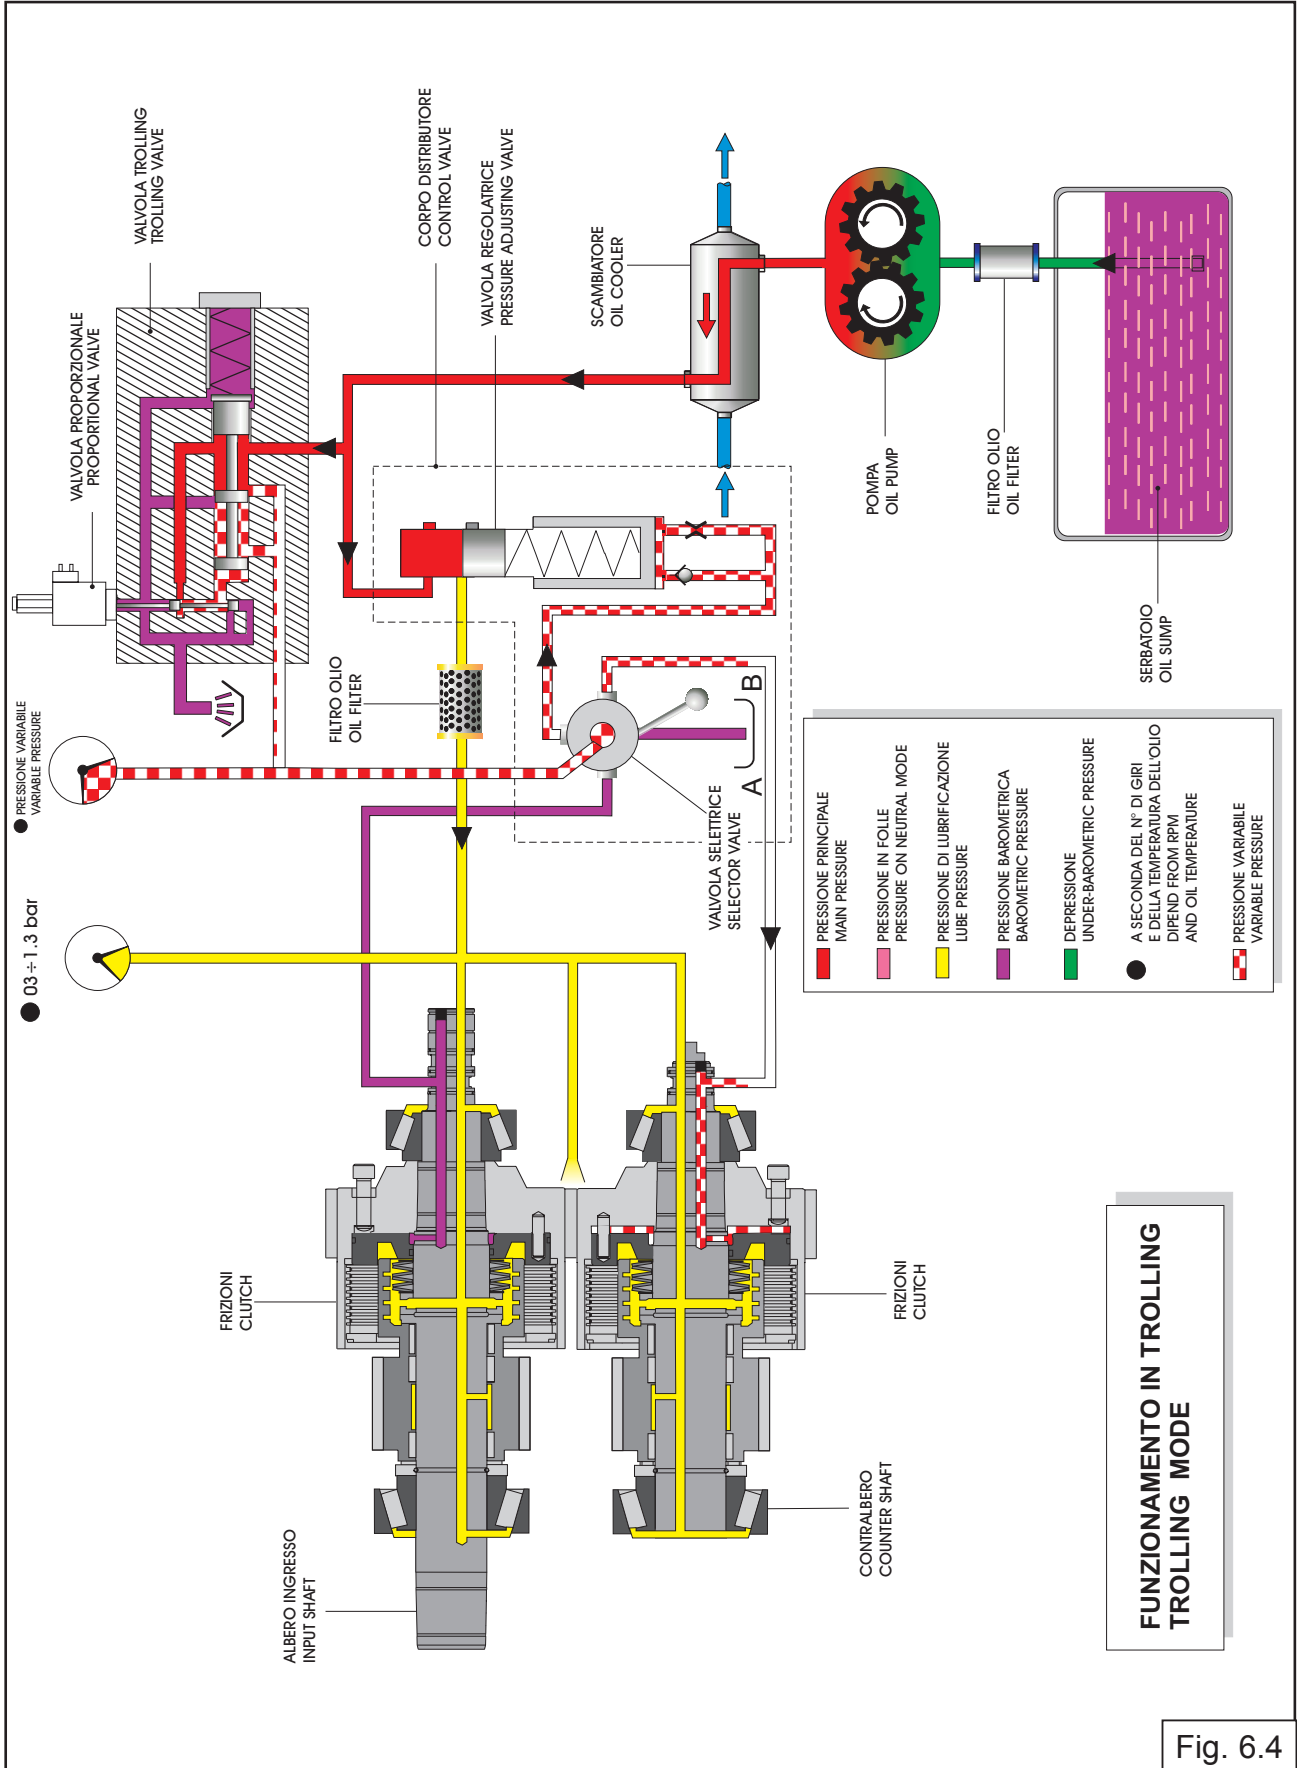 VALVOLA TROLLING
TROLLING VALVE
VALVOLA PROPORZIONALE
PROPORTIONAL VALVE
PRESSIONE VARIABILE
VARIABLE PRESSURE
03÷1.3 bar
CORPO DISTRIBUTORE
CONTROL VALVE
VALVOLA REGOLATRICE
PRESSURE ADJUSTING VALVE
SCAMBIATORE
OIL COOLER
POMPA
OIL PUMP
FILTRO OLIO
OIL FILTER
SERBATOIO
OIL SUMP
FILTRO OLIO
OIL FILTER
A
B
VALVOLA SELETTRICE
SELECTOR VALVE
FRIZIONI
CLUTCH
FRIZIONI
CLUTCH
ALBERO INGRESSO
INPUT SHAFT
CONTRALBERO
COUNTER SHAFT
PRESSIONE PRINCIPALE
MAIN PRESSURE
PRESSIONE IN FOLLE
PRESSURE ON NEUTRAL MODE
PRESSIONE DI LUBRIFICAZIONE
LUBE PRESSURE
PRESSIONE BAROMETRICA
BAROMETRIC PRESSURE
DEPRESSIONE
UNDER-BAROMETRIC PRESSURE
A SECONDA DEL N° DI GIRI
E DELLA TEMPERATURA DELL'OLIO
DIPEND FROM RPM
AND OIL TEMPERATURE
PRESSIONE VARIABILE
VARIABLE PRESSURE
FUNZIONAMENTO IN TROLLING
TROLLING MODE
Fig. 6.4